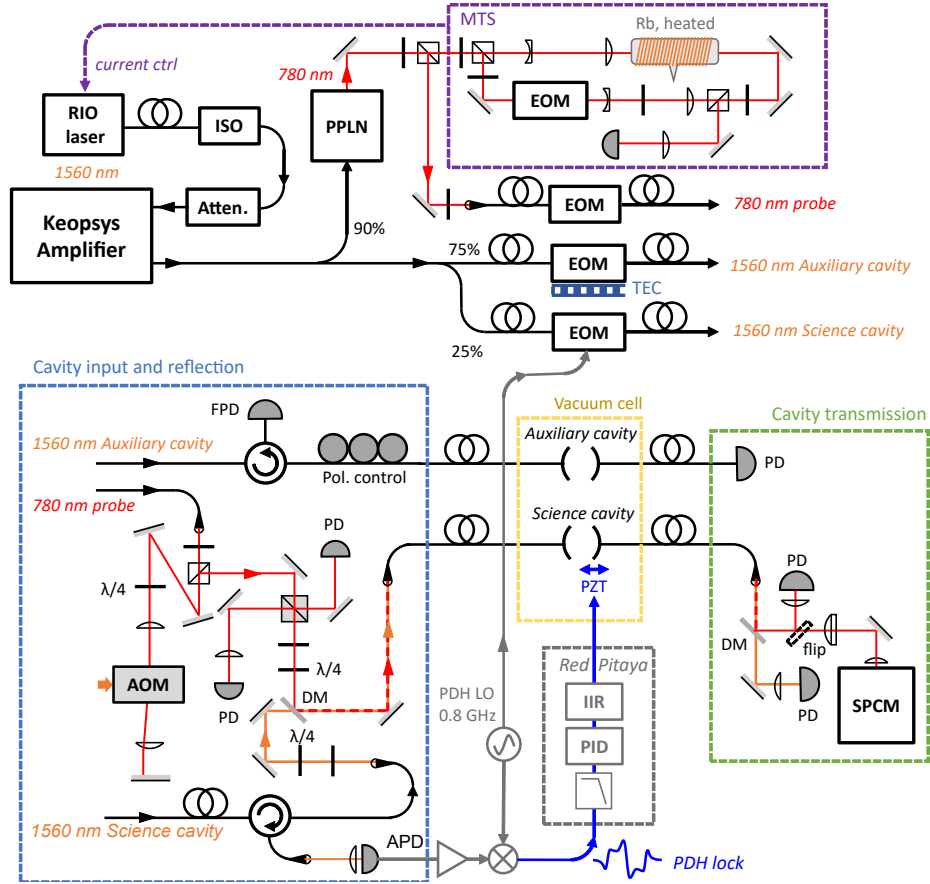 MTS
Rb, heated
current ctrl
780 nm
RIO
laser
ISO
PPLN
EOM
1560 nm
Atten.
Keopsys
Amplifier
90%
EOM
780 nm probe
75%
EOM
1560 nm Auxiliary cavity
TEC
EOM
1560 nm Science cavity
25%
Cavity input and reflection
FPD
Vacuum cell
Cavity transmission
1560 nm Auxiliary cavity
Auxiliary cavity
Pol. control
PD
780 nm probe
Science cavity
PD
λ/4
PZT
PD
DM
flip
λ/4
Red Pitaya
AOM
PD
DM
PDH LO
0.8 GHz
IIR
PD
SPCM
λ/4
PID
1560 nm Science cavity
APD
PDH lock